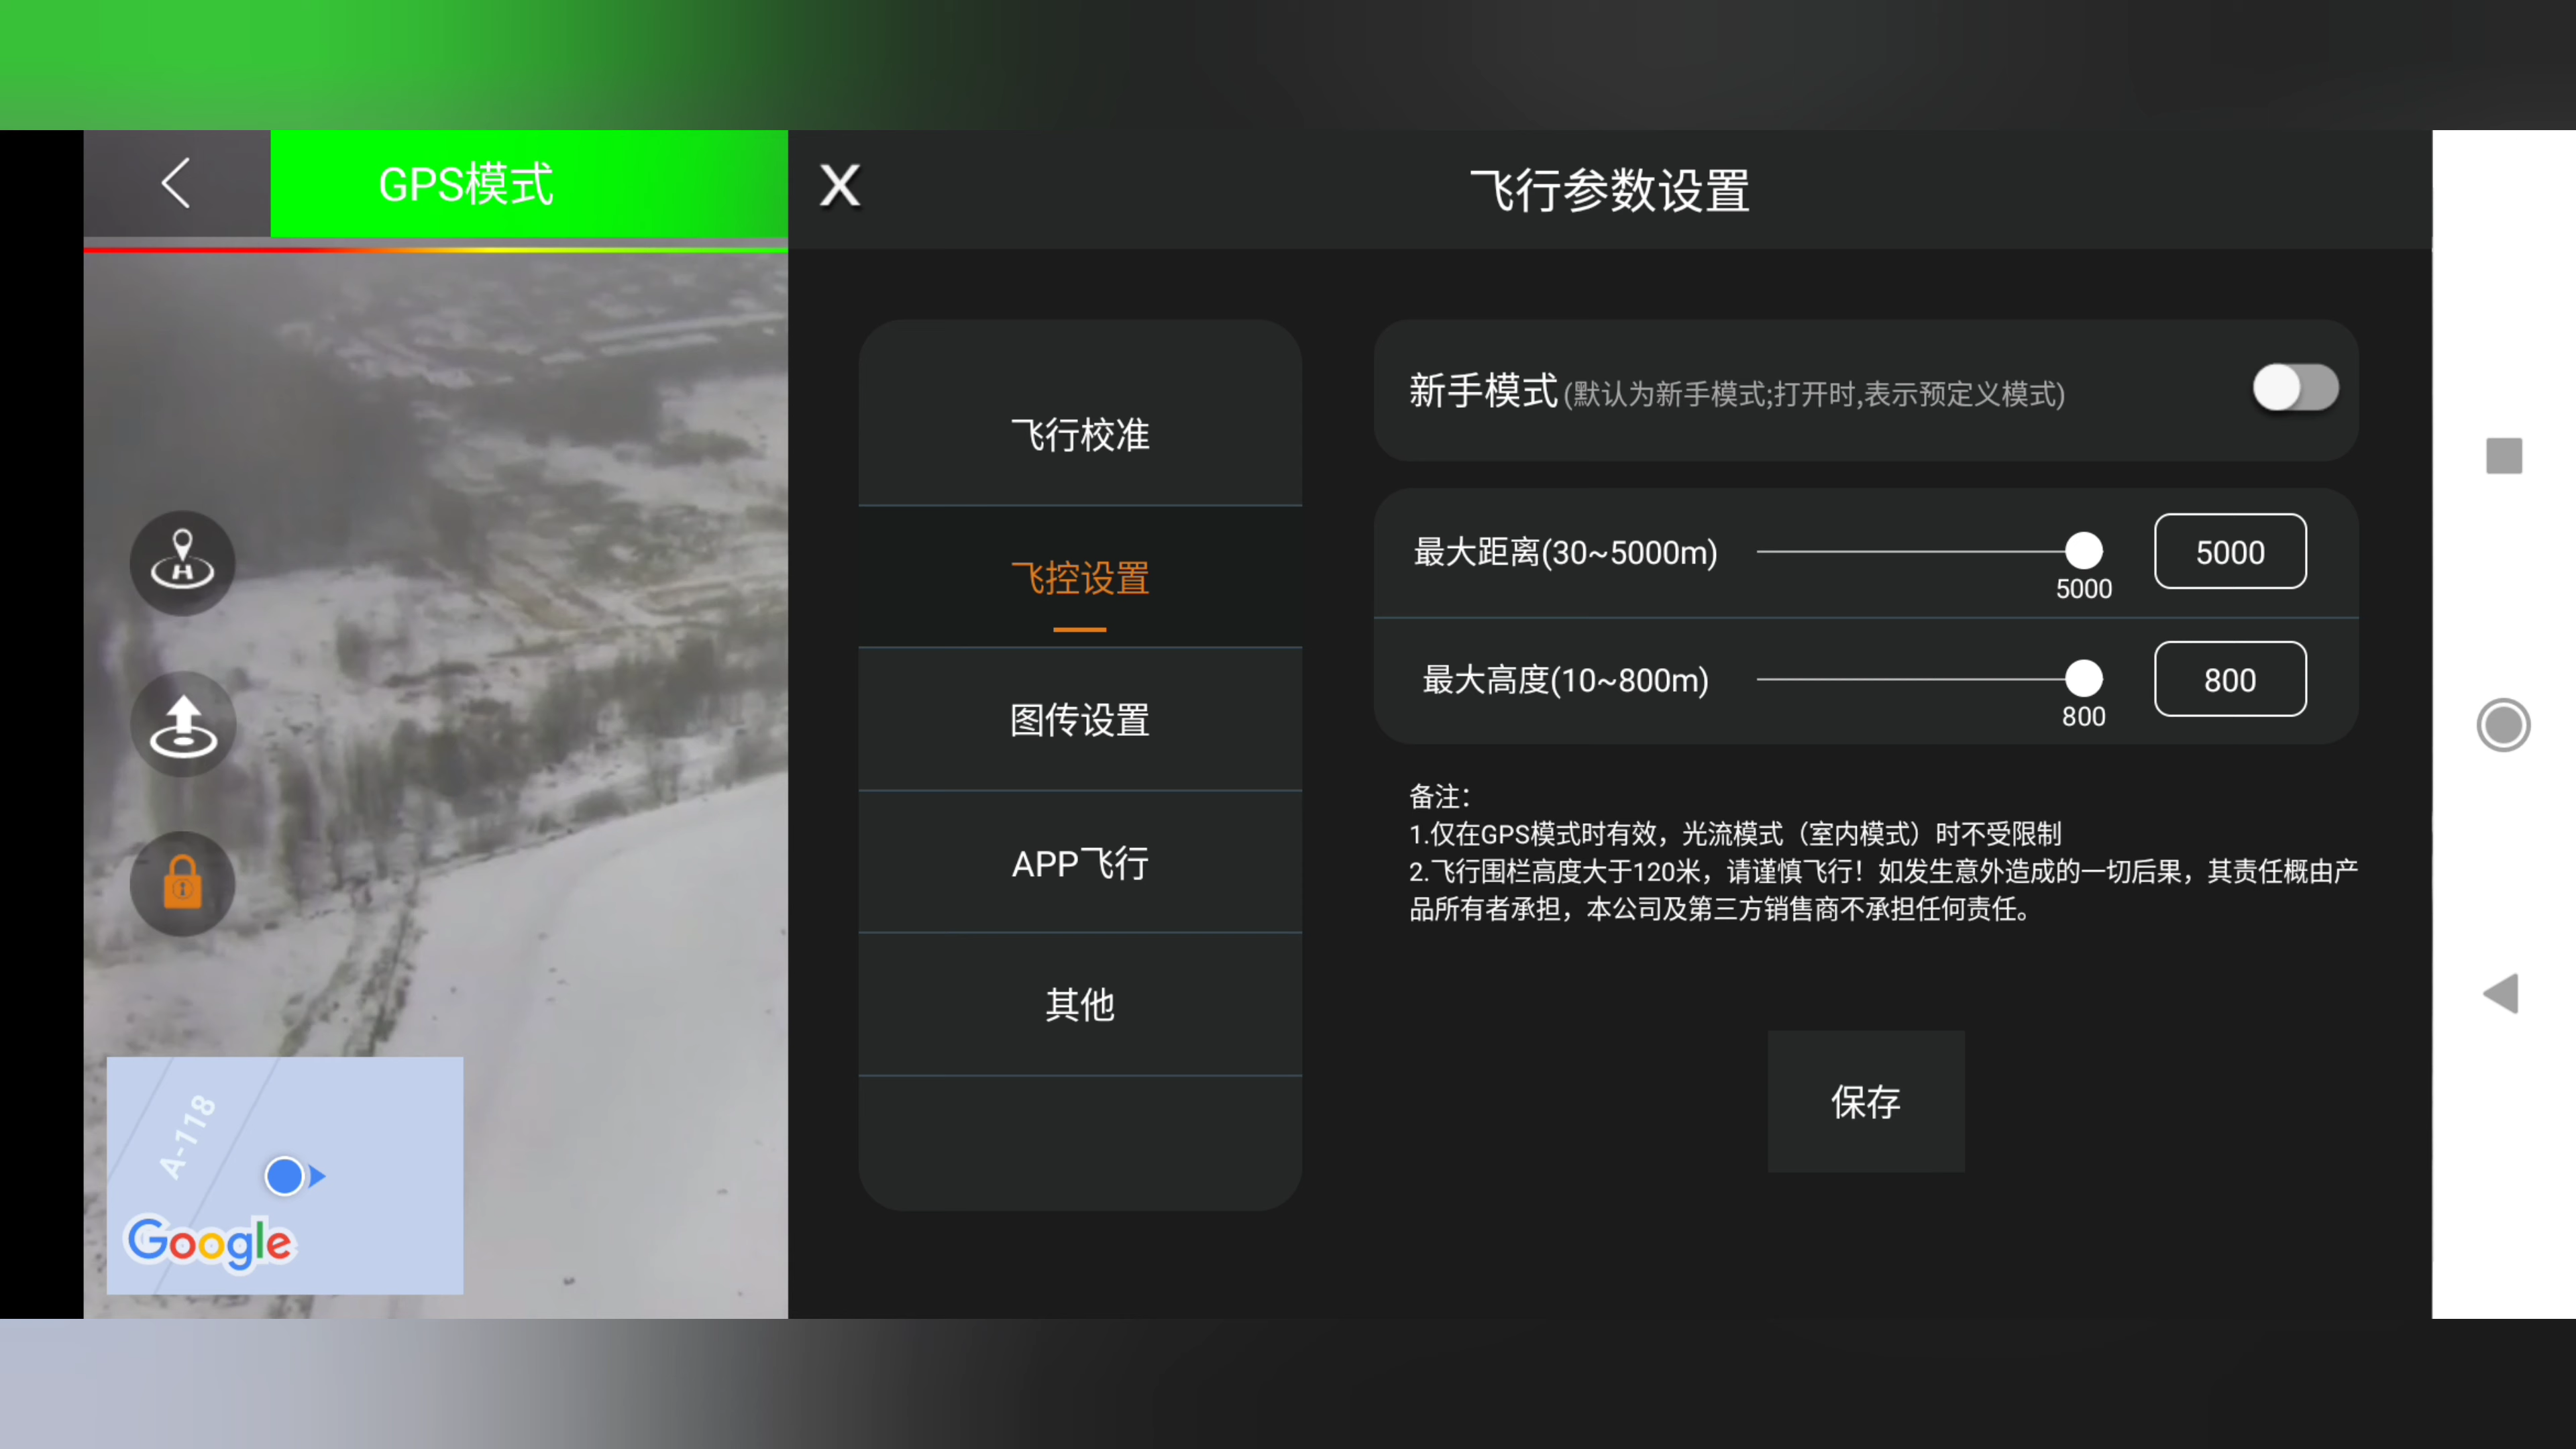 GPS模式
X
飞行参数设置
飞行校准
飞控设置
图传设置
APP飞行
其他
新手模式(默认为新手模式;打开时,表示预定义模式)
最大距离(30~5000m)
5000
5000
最大高度(10~800m)
800
800
备注：
1.仅在GPS模式时有效，光流模式（室内模式）时不受限制
2.飞行围栏高度大于120米，请谨慎飞行！如发生意外造成的一切后果，其责任概由产
品所有者承担，本公司及第三方销售商不承担任何责任。
保存
H
A-118
Google